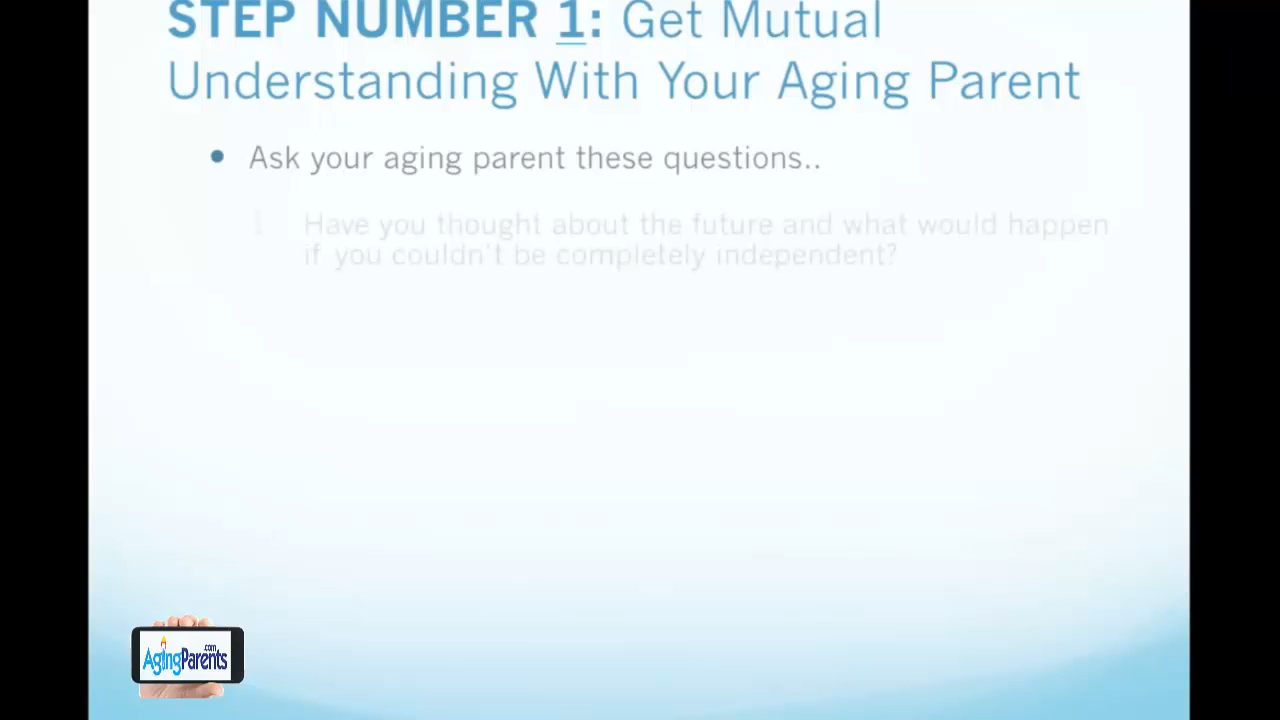 STEP NUMBER 1: Get Mutual
Understanding With Your Aging Parent
• Ask your aging parent these questions..
Have you thought about the future and what would happen
if you couldn't be completely independent?
AgingParents.com